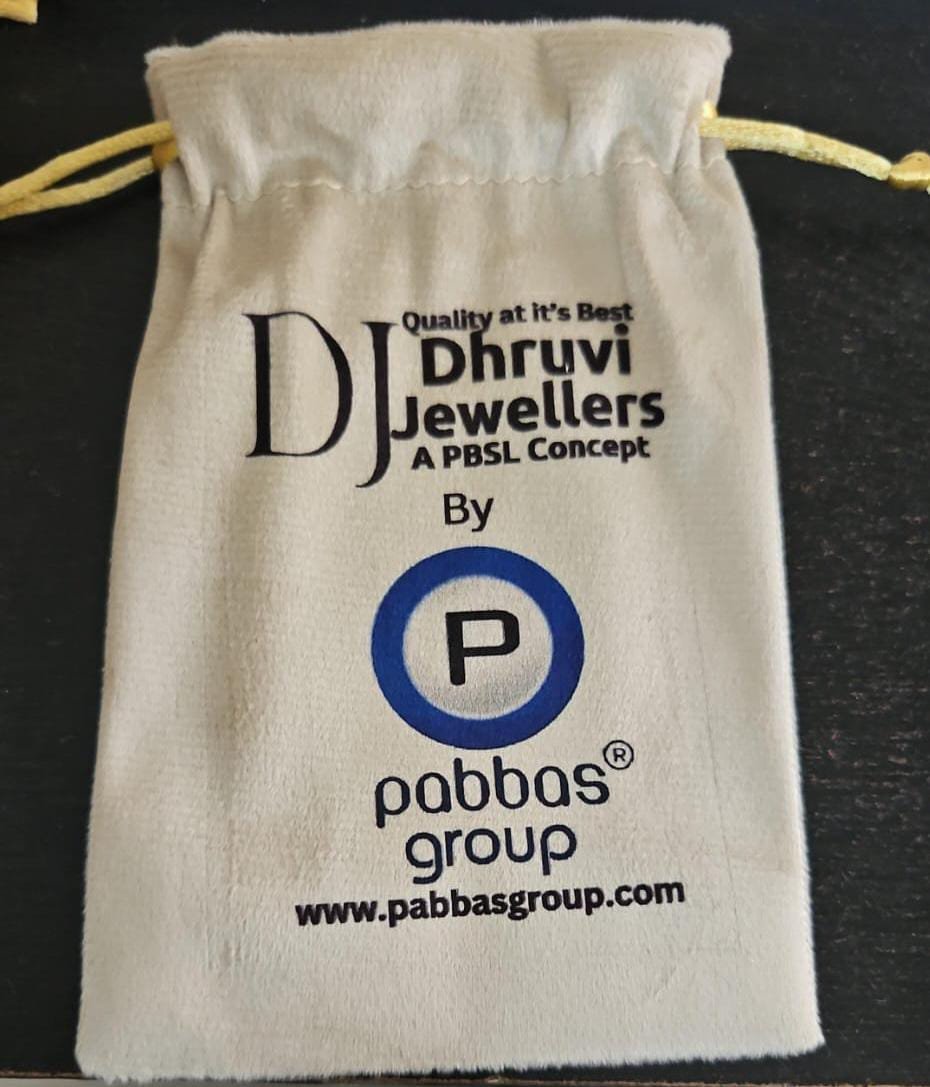 DJ
Quality at it's Best
Dhruvi
Jewellers
A PBSL Concept
By
P
pabbas®
group
www.pabbasgroup.com